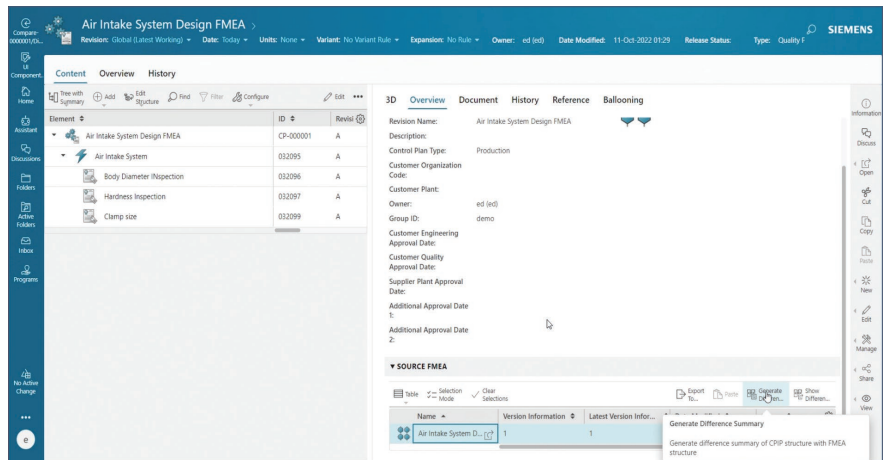 Compare-
0000001/Di...
Air Intake System Design FMEA >
Revision: Global (Latest Working) Date: Today Units: None Variant: No Variant Rule Expansion: No Rule Owner: ed (ed) Date Modified: 11-Oct-2022 01:29 Release Status: Type: Quality F
SIEMENS
UI
Component...
Home
Assistant
Discussions
Folders
Active
Folders
Inbox
Programs
No Active
Change
e
Content Overview History
Tree with
Summary
Add
Edit
Structure
Find
Filter
Configure
Edit
Element ID Revisi
Air Intake System Design FMEA CP-000001 A
Air Intake System 032095 A
Body Diameter INspection 032096 A
Hardness Inspection 032097 A
Clamp size 032099 A
3D Overview Document History Reference Ballooning
Revision Name: Air Intake System Design FMEA
Description:
Control Plan Type: Production
Customer Organization
Code:
Customer Plant:
Owner: ed (ed)
Group ID: demo
Customer Engineering
Approval Date:
Customer Quality
Approval Date:
Supplier Plant Approval
Date:
Additional Approval Date
1:
Additional Approval Date
2:
SOURCE FMEA
Table
Selection
Mode
Clear
Selections
Export
To...
Paste
Generate
Differen...
Show
Differen...
Name Version Information Latest Version Infor...
Air Intake System D... 1 1
Generate Difference Summary
Generate difference summary of CPIP structure with FMEA
structure
Information
Discuss
Open
Cut
Copy
Paste
New
Edit
Manage
Share
View